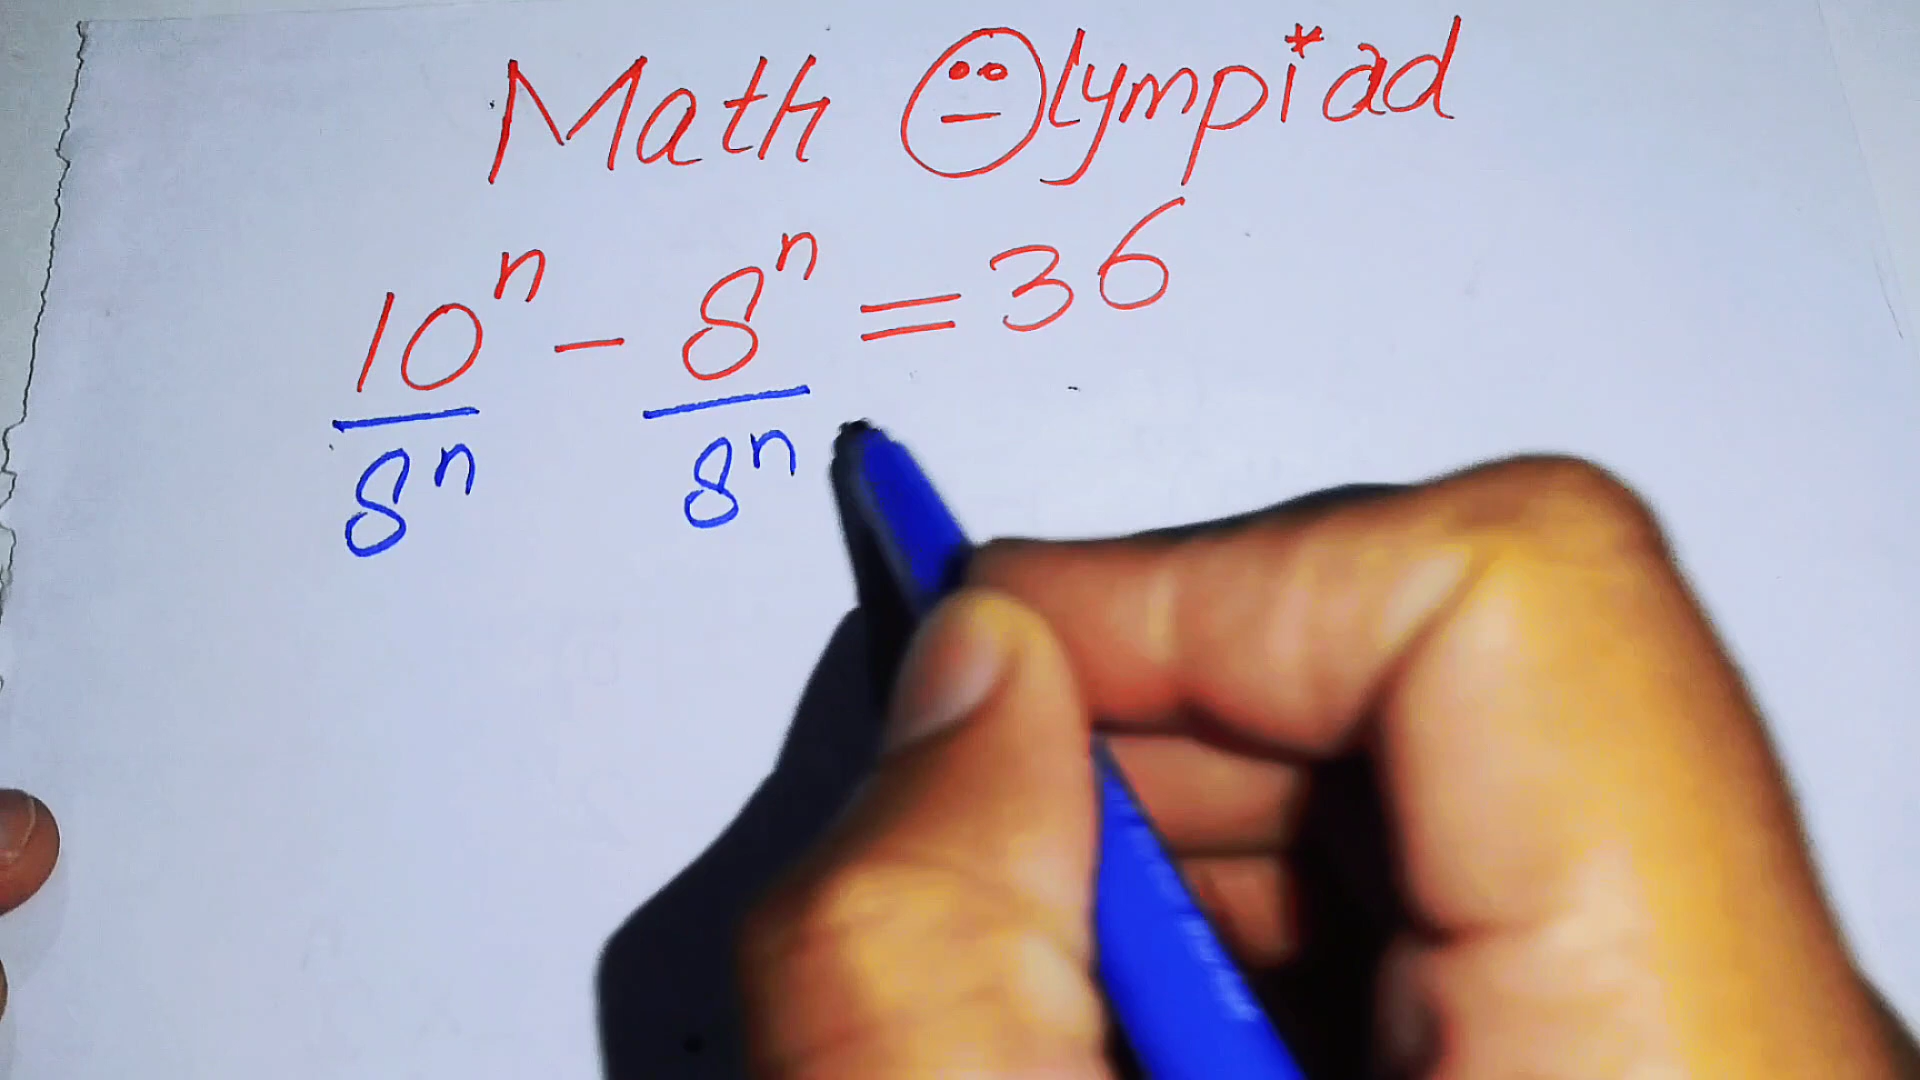 Math Olympiad
10ⁿ - 8ⁿ = 36
8ⁿ 8ⁿ